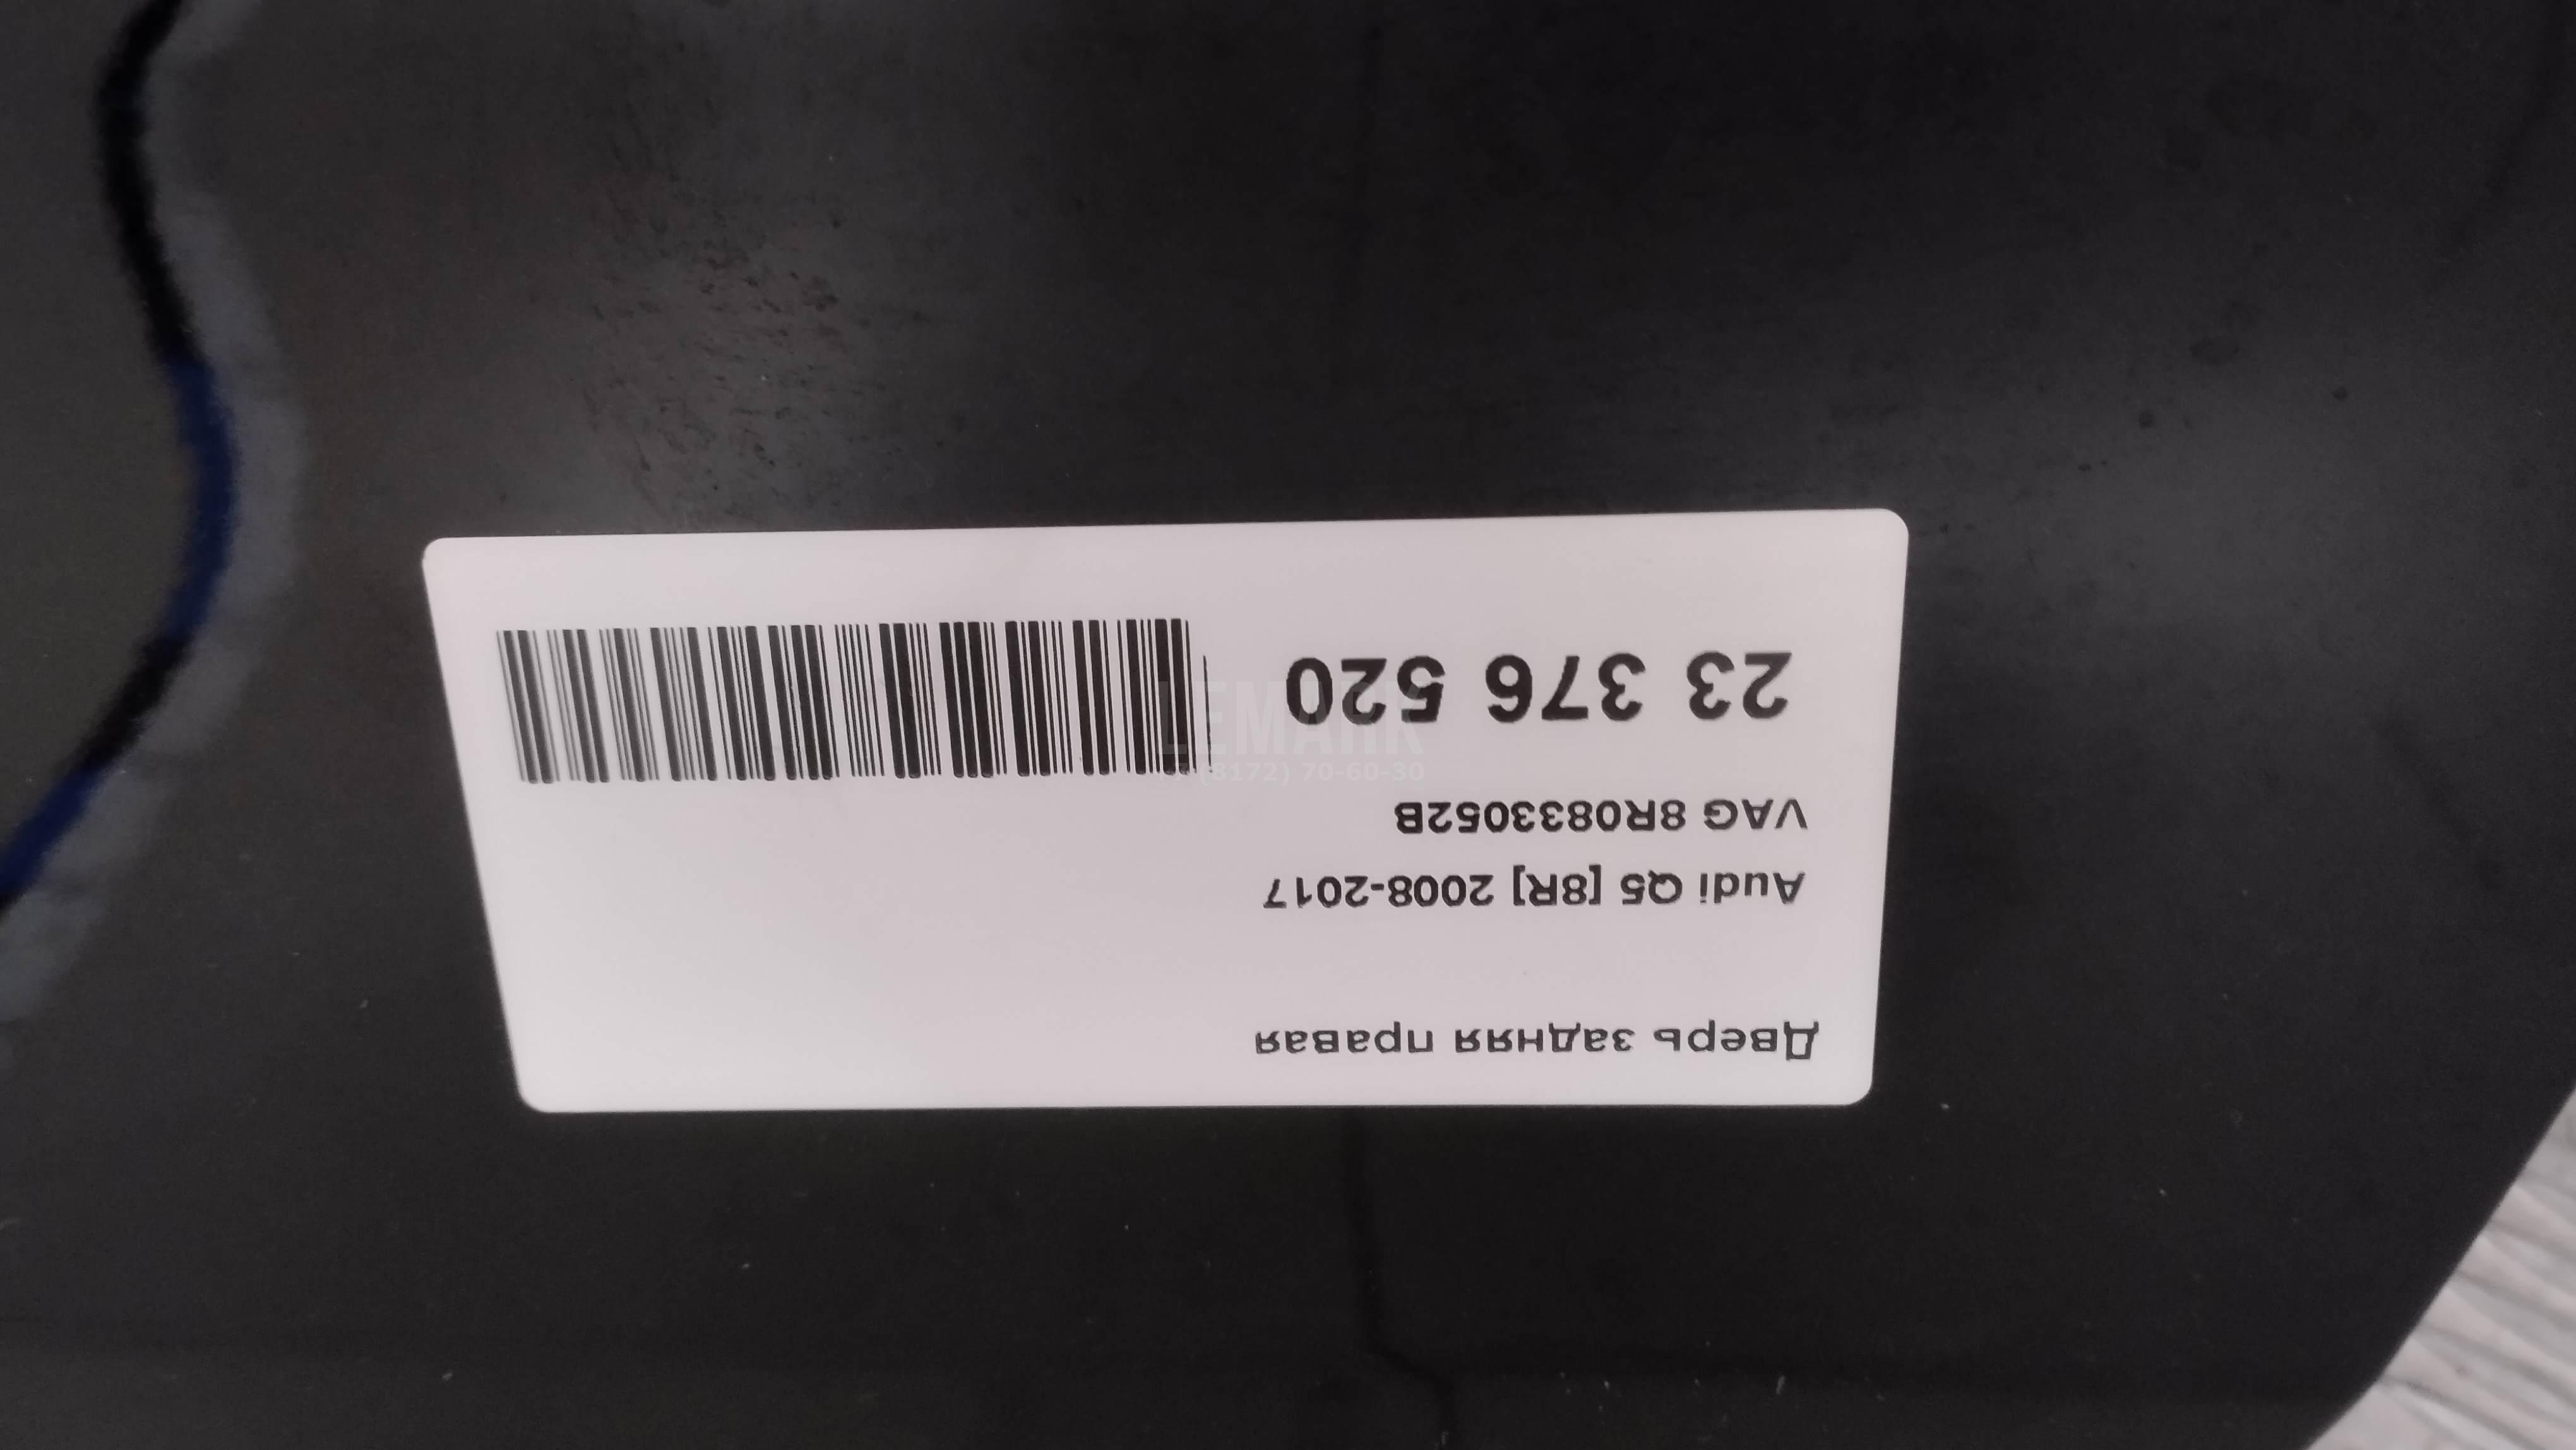 Дверь задняя правая
Audi Q5 [8R] 2008-2017
VAG 8R0833052B
23 376 520
LEMARK
(8172) 70-60-30